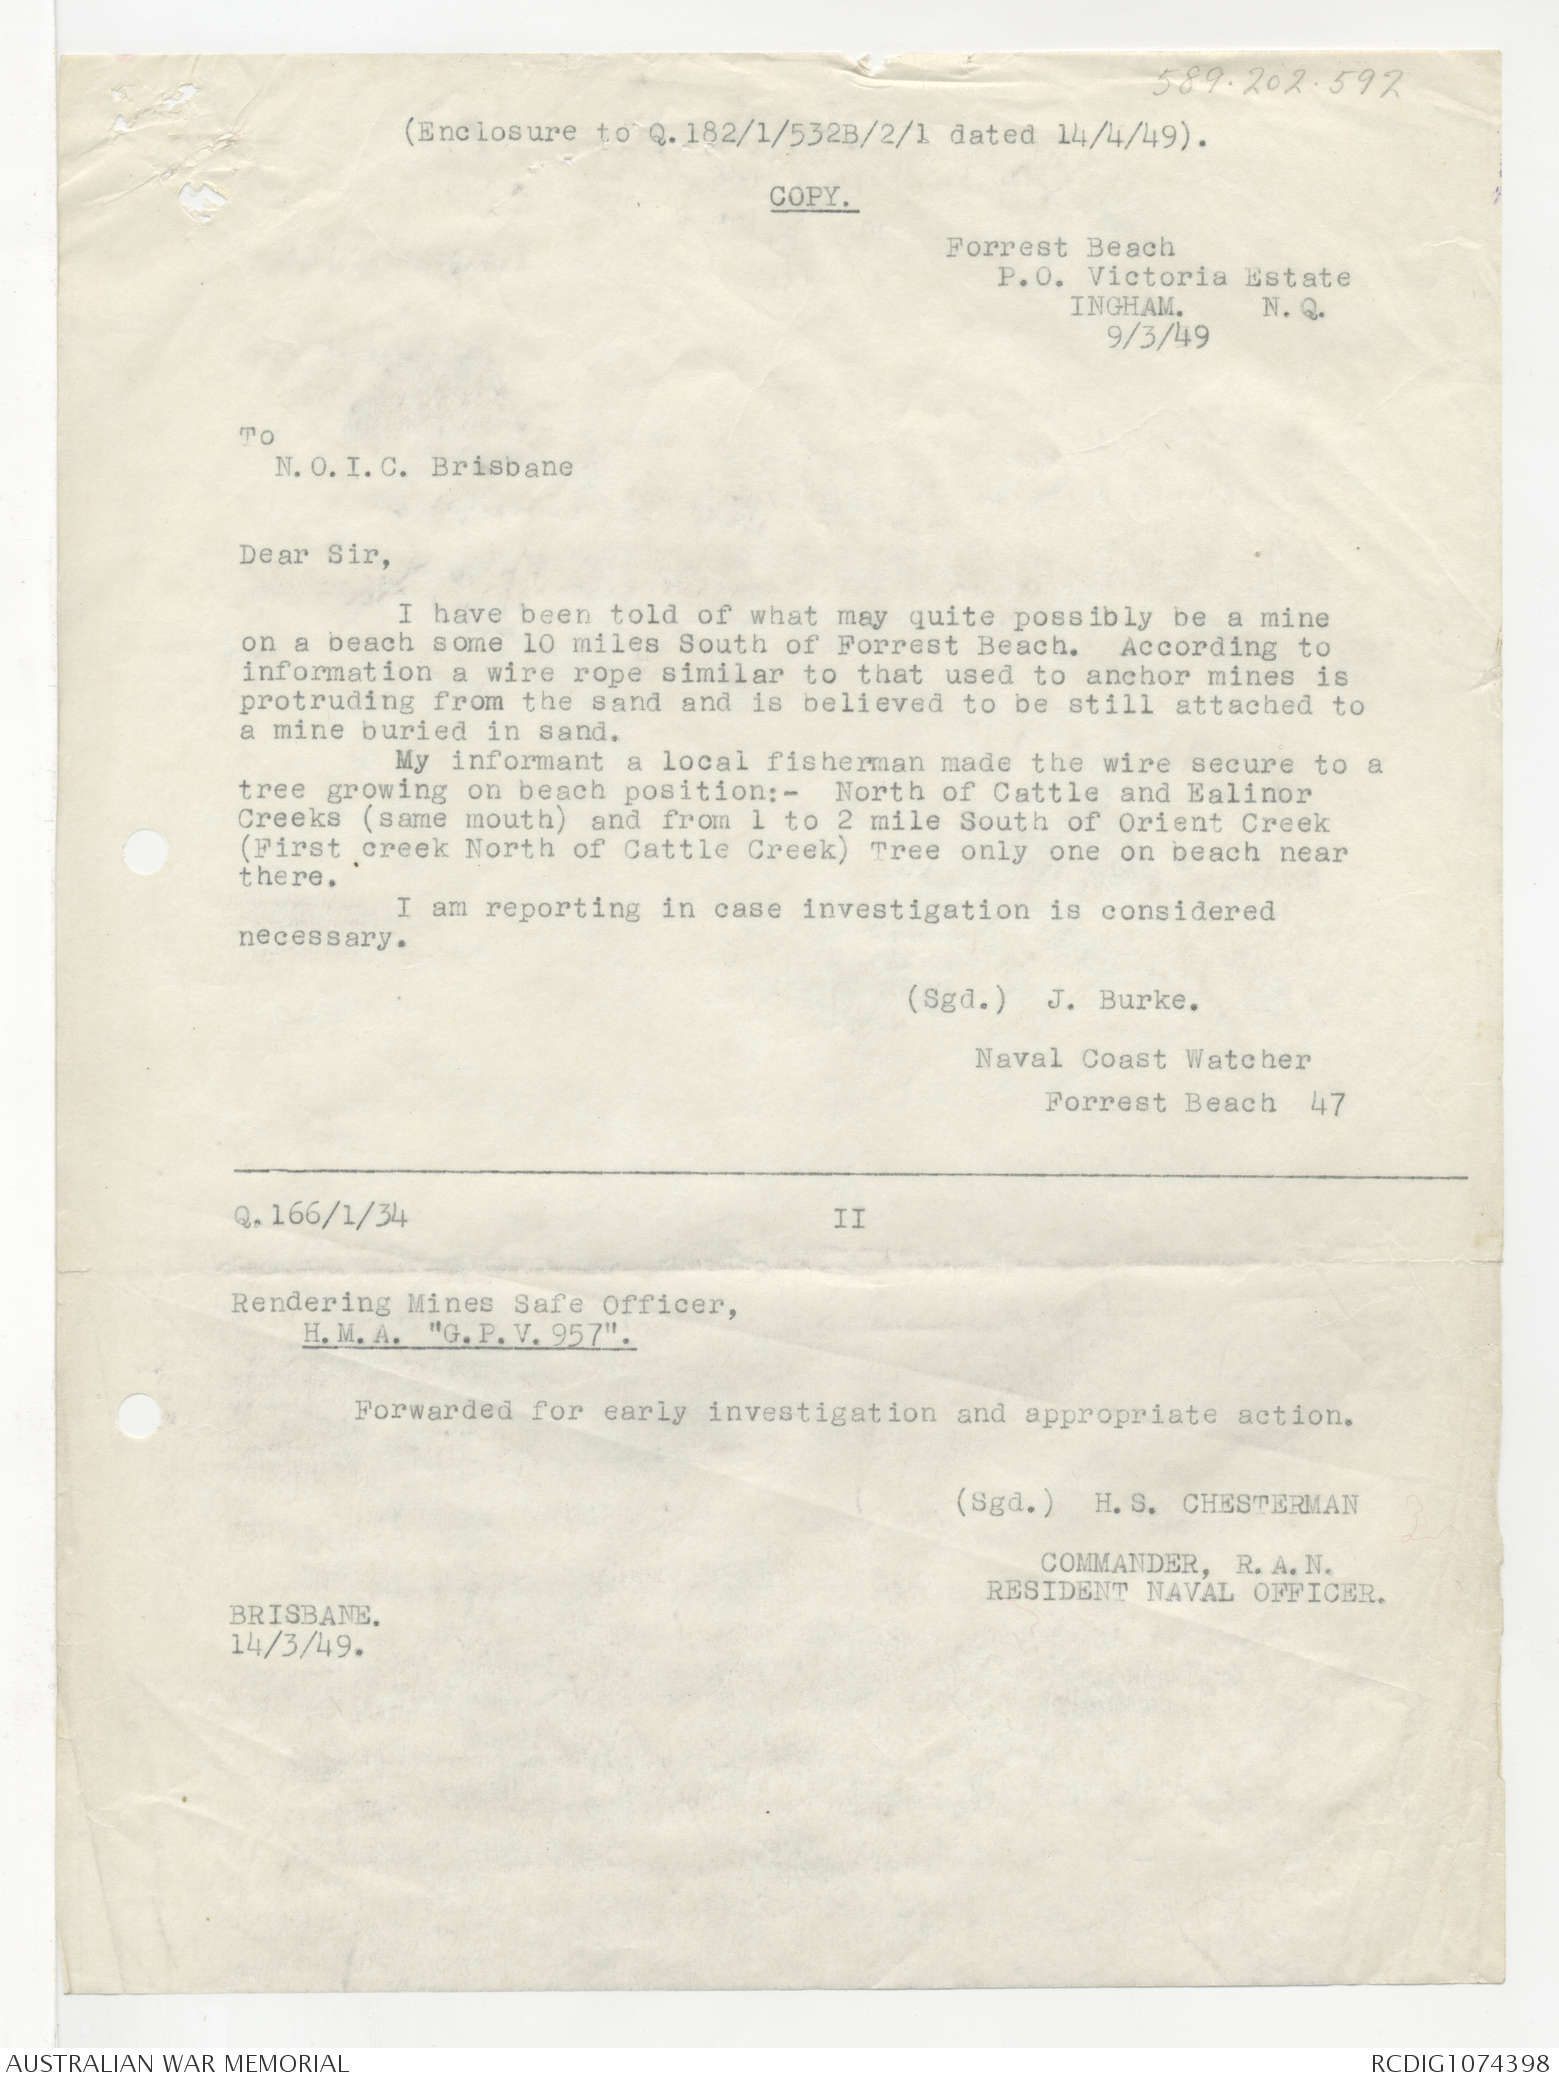 589.202.592
(Enclosure to Q.182/1/532B/2/1 dated 14/4/49).
COPY.
Forrest Beach
P.O. Victoria Estate
INGHAM. N.Q.
9/3/49
To
N.O.I.C. Brisbane
Dear Sir,
I have been told of what may quite possibly be a mine
on a beach some 10 miles South of Forrest Beach. According to
information a wire rope similar to that used to anchor mines is
protruding from the sand and is believed to be still attached to
a mine buried in sand.
My informant a local fisherman made the wire secure to a
tree growing on beach position:- North of Cattle and Ealinor
Creeks (same mouth) and from 1 to 2 mile South of Orient Creek
(First creek North of Cattle Creek) Tree only one on beach near
there.
I am reporting in case investigation is considered
necessary.
(Sgd.) J. Burke.
Naval Coast Watcher
Forrest Beach 47
Q.166/1/34 II
Rendering Mines Safe Officer,
H.M.A. "G.P.V.957".
Forwarded for early investigation and appropriate action.
(Sgd.) H.S. CHESTERMAN
COMMANDER, R.A.N.
RESIDENT NAVAL OFFICER.
BRISBANE.
14/3/49.
AUSTRALIAN WAR MEMORIAL RCDIG1074398